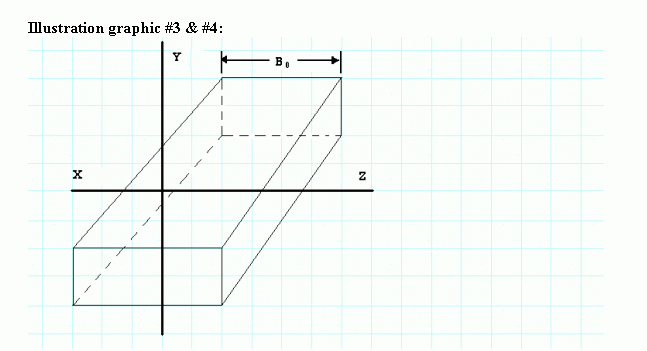 Illustration graphic #3 & #4:
Y
B₀
X
Z